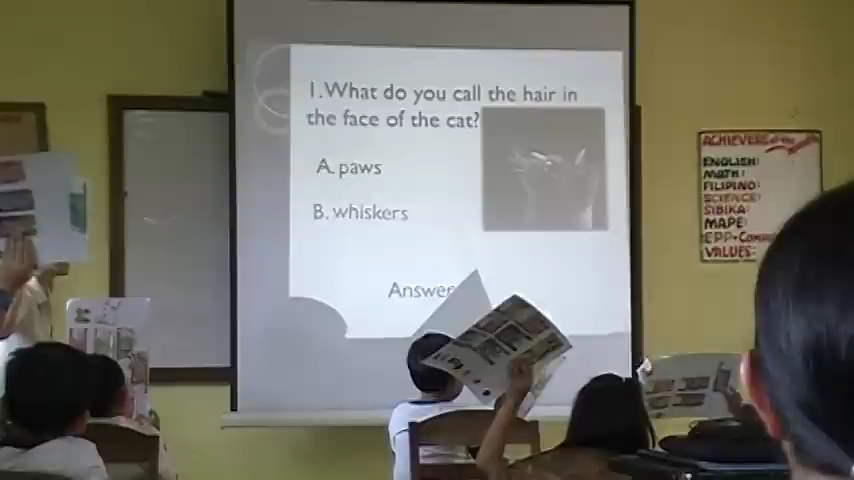 1. What do you call the hair in
the face of the cat?
A. paws
B. whiskers
Answer
ACHIEVERS
ENGLISH:
MATH:
FILIPINO:
SCIENCE:
SIBIKA:
MAPE:
EPP
VALUES: